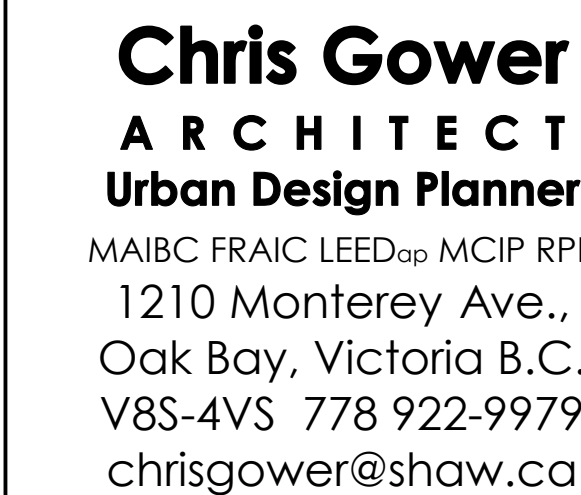 Chris Gower
ARCHITECT
Urban Design Planner
MAIBC FRAIC LEEDap MCIP
1210 Monterey Ave.,
Oak Bay, Victoria B.C.
V8S-4VS 778 922-9979
chrisgower@shaw.ca